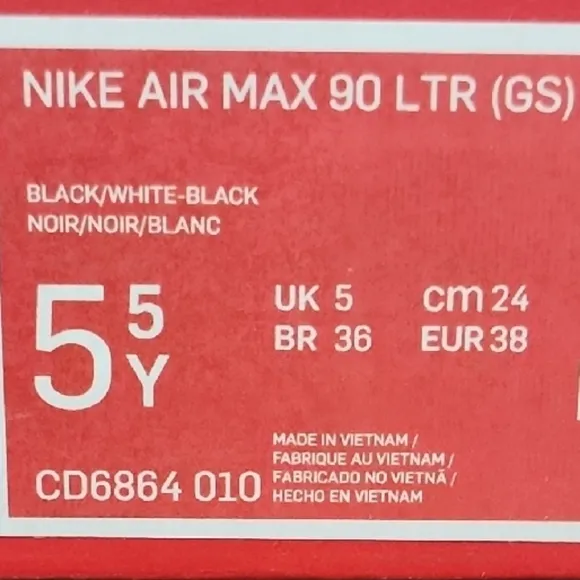 NIKE AIR MAX 90 LTR (GS)
BLACK/WHITE-BLACK
NOIR/NOIR/BLANC
5 5 Y
UK 5 cm 24
BR 36 EUR 38
MADE IN VIETNAM /
FABRIQUE AU VIETNAM /
FABRICADO NO VIETNÃ /
HECHO EN VIETNAM
CD6864 010